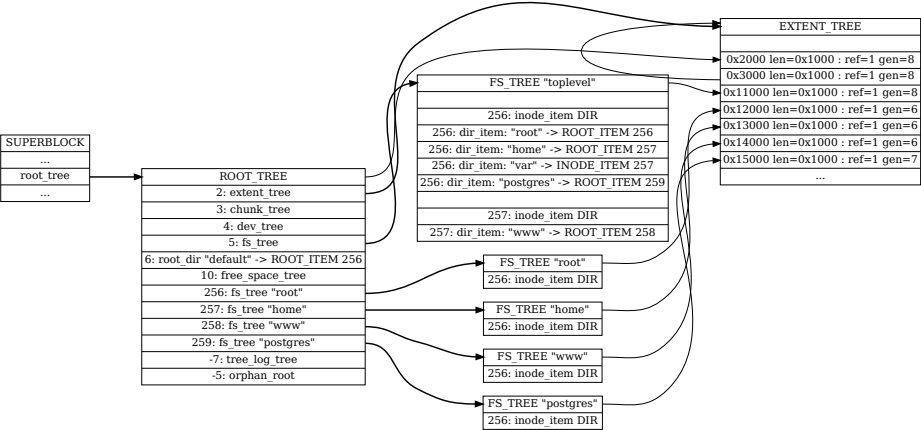 SUPERBLOCK
...
root_tree
...
ROOT_TREE
2: extent_tree
3: chunk_tree
4: dev_tree
5: fs_tree
6: root_dir "default" -> ROOT_ITEM 256
10: free_space_tree
256: fs_tree "root"
257: fs_tree "home"
258: fs_tree "www"
259: fs_tree "postgres"
-7: tree_log_tree
-5: orphan_root
FS_TREE "toplevel"
256: inode_item DIR
256: dir_item: "root" -> ROOT_ITEM 256
256: dir_item: "home" -> ROOT_ITEM 257
256: dir_item: "var" -> INODE_ITEM 257
256: dir_item: "postgres" -> ROOT_ITEM 259
257: inode_item DIR
257: dir_item: "www" -> ROOT_ITEM 258
FS_TREE "root"
256: inode_item DIR
FS_TREE "home"
256: inode_item DIR
FS_TREE "www"
256: inode_item DIR
FS_TREE "postgres"
256: inode_item DIR
EXTENT_TREE
0x2000 len=0x1000 : ref=1 gen=8
0x3000 len=0x1000 : ref=1 gen=8
0x11000 len=0x1000 : ref=1 gen=8
0x12000 len=0x1000 : ref=1 gen=6
0x13000 len=0x1000 : ref=1 gen=6
0x14000 len=0x1000 : ref=1 gen=6
0x15000 len=0x1000 : ref=1 gen=7
...